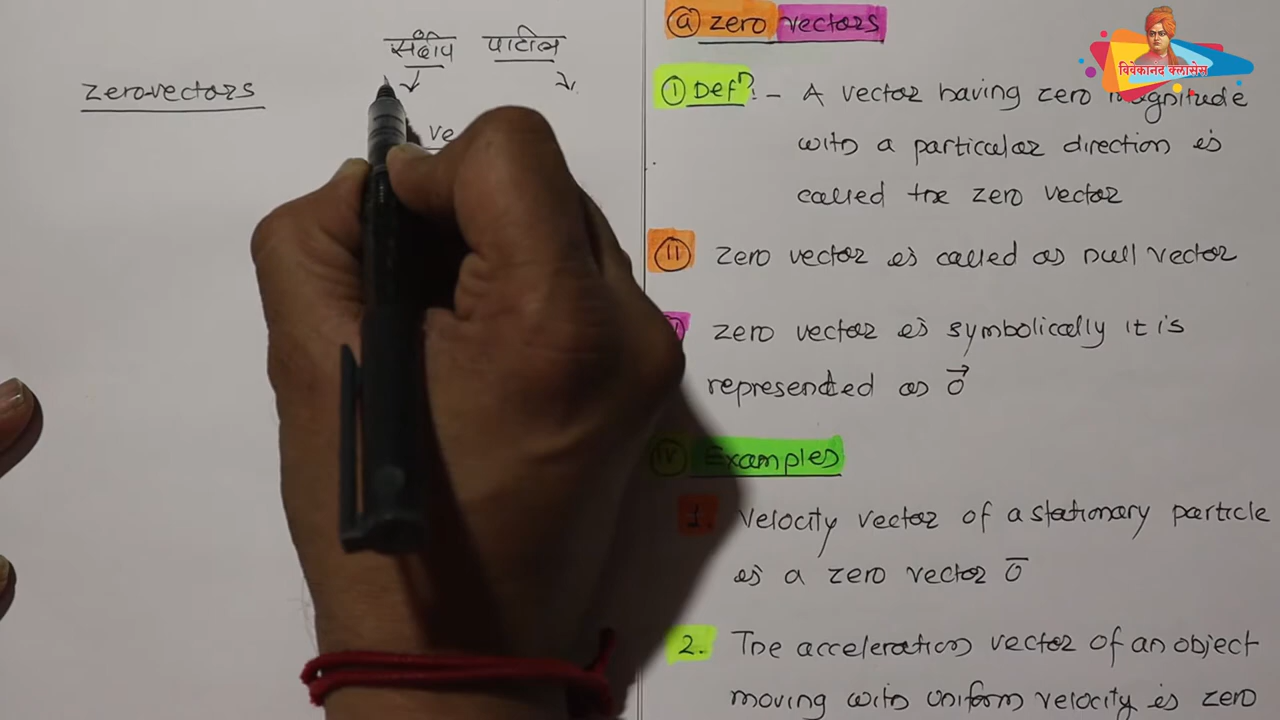 zero vectors
संदीप पाटील
ve
ⓐ zero vectors
① Defⁿ: - A vector having zero magnitude
with a particular direction is
called the zero vector
Ⅱ zero vector is called as null vector
zero vector is symbolically it is
represented as 0⃗
Ⅳ Examples
1. Velocity vector of a stationary particle
is a zero vector 0̅
2. The acceleration vector of an object
moving with uniform velocity is zero
विवेकानंद क्लासेस